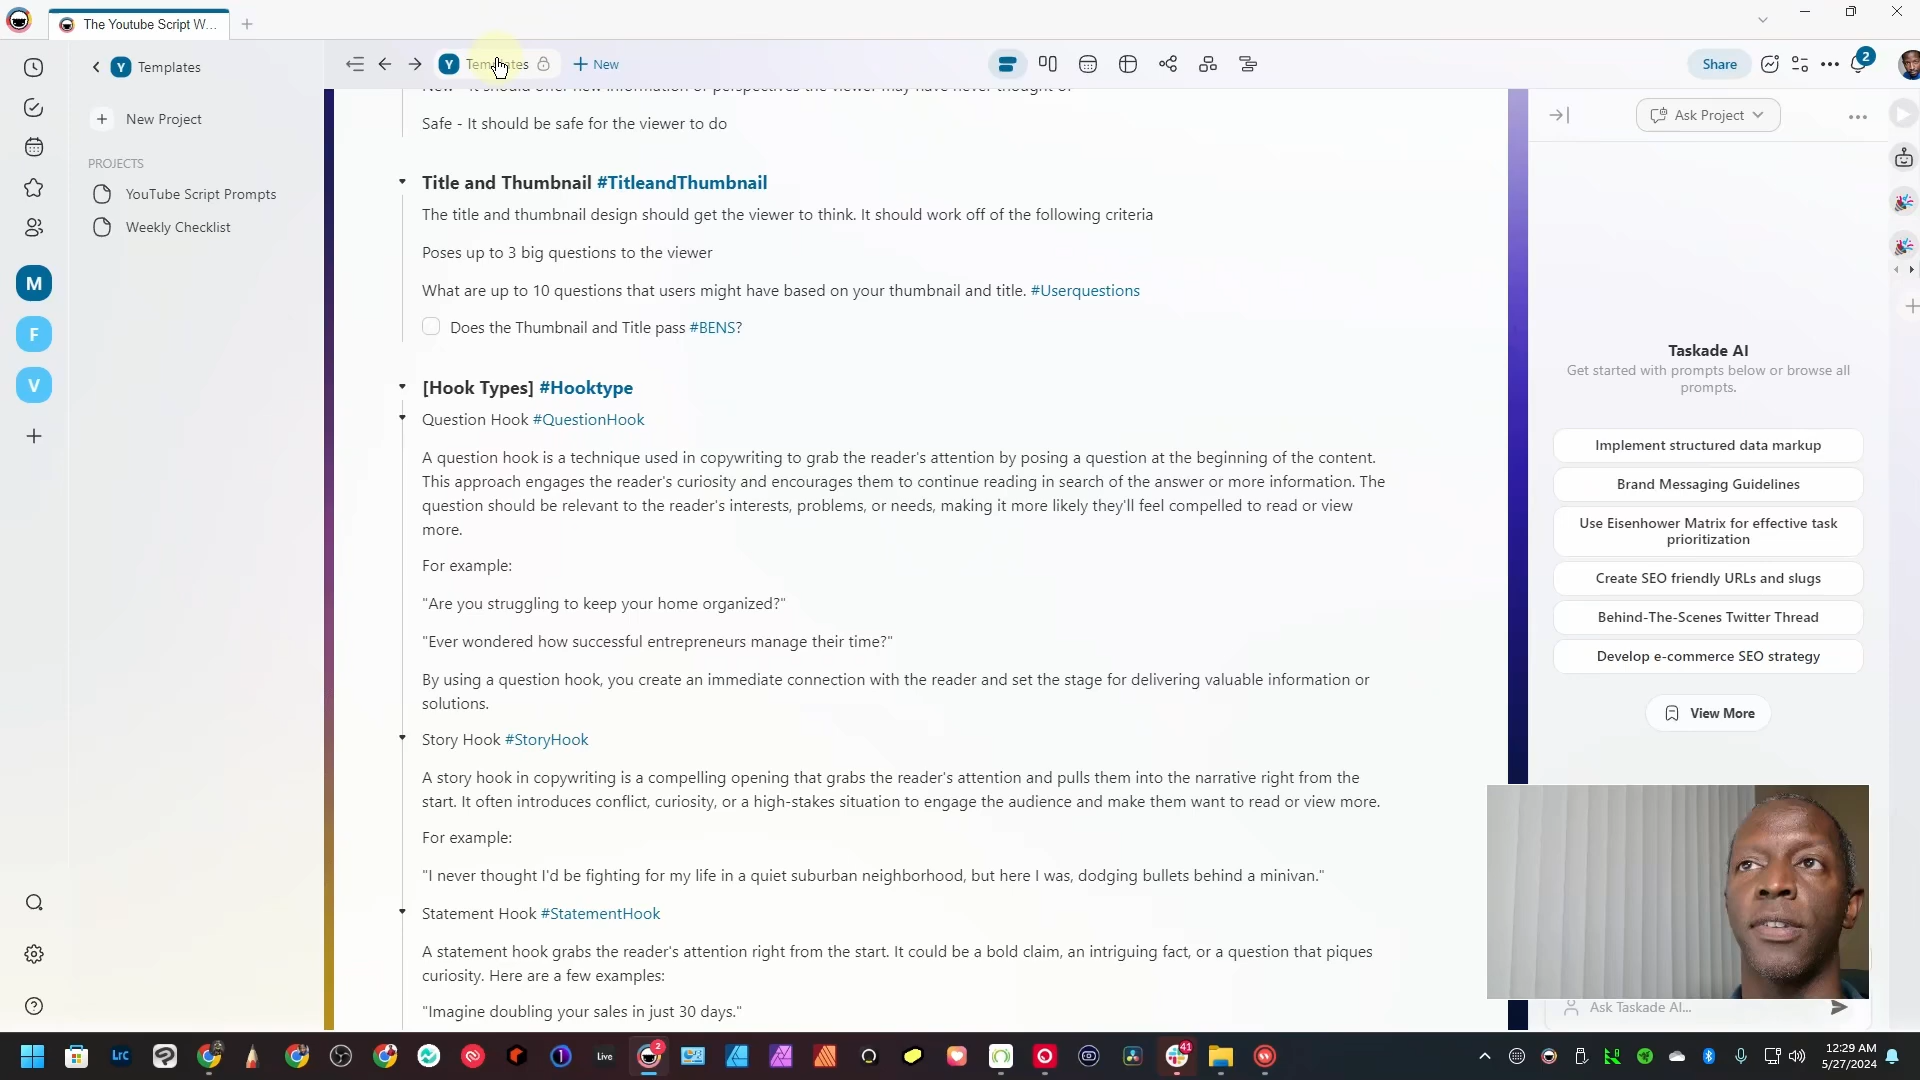 The Youtube Script W...
Templates
New Project
PROJECTS
YouTube Script Prompts
Weekly Checklist
M
F
V
Y
Y
Templates
New
Share
2
Safe - It should be safe for the viewer to do
Title and Thumbnail #TitleandThumbnail
The title and thumbnail design should get the viewer to think. It should work off of the following criteria
Poses up to 3 big questions to the viewer
What are up to 10 questions that users might have based on your thumbnail and title. #Userquestions
Does the Thumbnail and Title pass #BENS?
[Hook Types] #Hooktype
Question Hook #QuestionHook
A question hook is a technique used in copywriting to grab the reader's attention by posing a question at the beginning of the content.
This approach engages the reader's curiosity and encourages them to continue reading in search of the answer or more information. The
question should be relevant to the reader's interests, problems, or needs, making it more likely they'll feel compelled to read or view
more.
For example:
"Are you struggling to keep your home organized?"
"Ever wondered how successful entrepreneurs manage their time?"
By using a question hook, you create an immediate connection with the reader and set the stage for delivering valuable information or
solutions.
Story Hook #StoryHook
A story hook in copywriting is a compelling opening that grabs the reader's attention and pulls them into the narrative right from the
start. It often introduces conflict, curiosity, or a high-stakes situation to engage the audience and make them want to read or view more.
For example:
"I never thought I'd be fighting for my life in a quiet suburban neighborhood, but here I was, dodging bullets behind a minivan."
Statement Hook #StatementHook
A statement hook grabs the reader's attention right from the start. It could be a bold claim, an intriguing fact, or a question that piques
curiosity. Here are a few examples:
"Imagine doubling your sales in just 30 days."
Ask Project
Taskade AI
Get started with prompts below or browse all
prompts.
Implement structured data markup
Brand Messaging Guidelines
Use Eisenhower Matrix for effective task
prioritization
Create SEO friendly URLs and slugs
Behind-The-Scenes Twitter Thread
Develop e-commerce SEO strategy
View More
Ask Taskade AI...
Lrc
Live
2
41
12:29 AM
5/27/2024